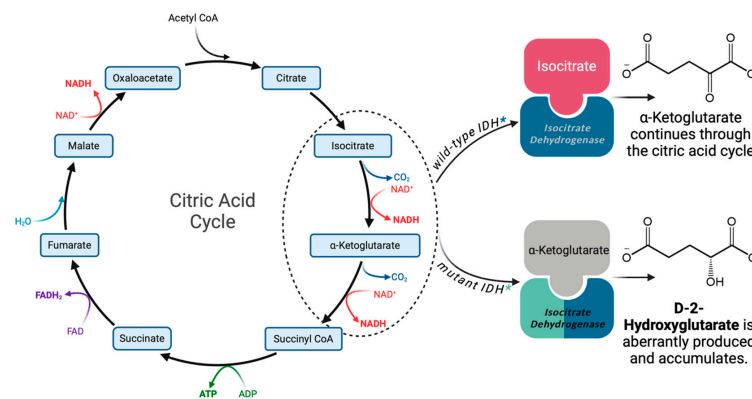 Acetyl CoA
Oxaloacetate
Citrate
NADH
NAD⁺
Malate
Isocitrate
CO₂
NAD⁺
NADH
Citric Acid
Cycle
H₂O
Fumarate
α-Ketoglutarate
CO₂
NAD⁺
NADH
FADH₂
FAD
Succinate
Succinyl CoA
ATP
ADP
wild-type IDH*
mutant IDH*
Isocitrate
Isocitrate
Dehydrogenase
O
O
⁻O
O
O
α-Ketoglutarate
continues through
the citric acid cycle
α-Ketoglutarate
Isocitrate
Dehydrogenase
O
O
⁻O
O
OH
D-2-
Hydroxyglutarate is
aberrantly produced
and accumulates.